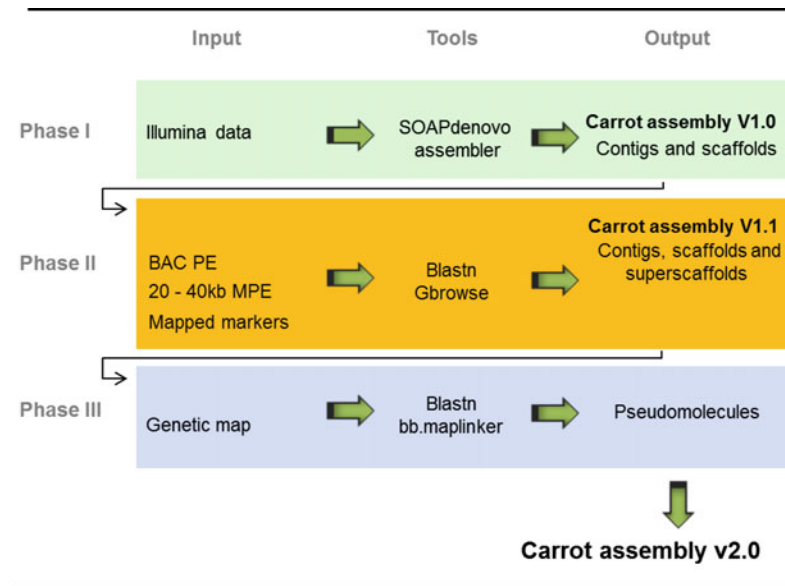 Input Tools Output
Phase I
Illumina data
SOAPdenovo
assembler
Carrot assembly V1.0
Contigs and scaffolds
Phase II
BAC PE
20 - 40kb MPE
Mapped markers
Blastn
Gbrowse
Carrot assembly V1.1
Contigs, scaffolds and
superscaffolds
Phase III
Genetic map
Blastn
bb.maplinker
Pseudomolecules
Carrot assembly v2.0